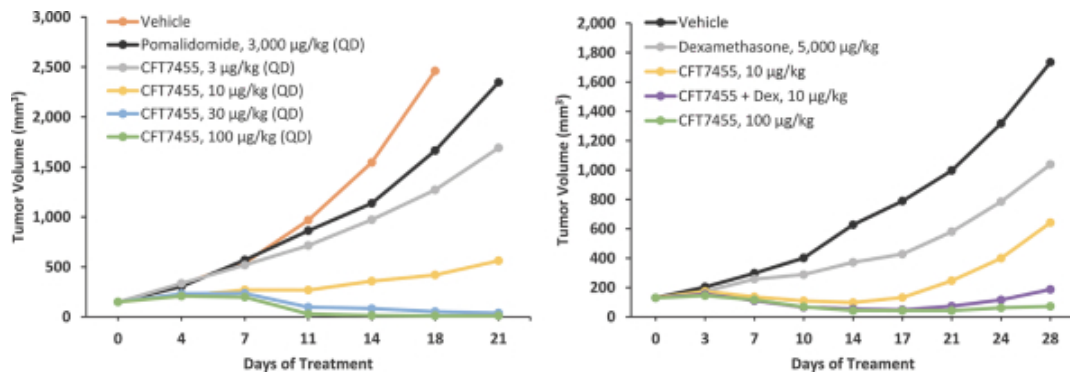 3,000
2,500
2,000
1,500
1,000
500
0
Tumor Volume (mm³)
Vehicle
Pomalidomide, 3,000 µg/kg (QD)
CFT7455, 3 µg/kg (QD)
CFT7455, 10 µg/kg (QD)
CFT7455, 30 µg/kg (QD)
CFT7455, 100 µg/kg (QD)
0 4 7 11 14 18 21
Days of Treatment
2,000
1,800
1,600
1,400
1,200
1,000
800
600
400
200
0
Tumor Volume (mm³)
Vehicle
Dexamethasone, 5,000 µg/kg
CFT7455, 10 µg/kg
CFT7455 + Dex, 10 µg/kg
CFT7455, 100 µg/kg
0 3 7 10 14 17 21 24 28
Days of Treament